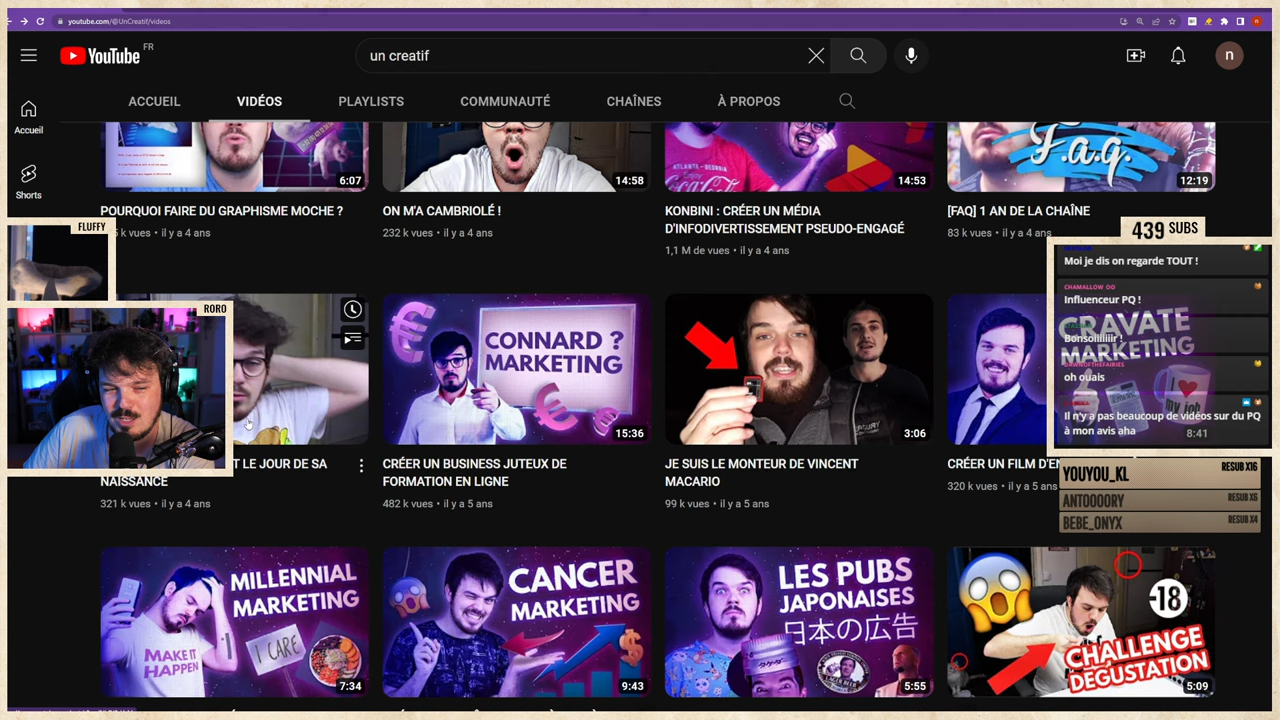 youtube.com/@UnCreatif/videos
YouTube FR
un creatif
n
ACCUEIL VIDÉOS PLAYLISTS COMMUNAUTÉ CHAÎNES À PROPOS
Accueil
Shorts
6:07
14:58
ATLANTE - GEORGIA
14:53
F.a.q.
12:19
POURQUOI FAIRE DU GRAPHISME MOCHE ?
k vues • il y a 4 ans
ON M'A CAMBRIOLÉ !
232 k vues • il y a 4 ans
KONBINI : CRÉER UN MÉDIA
D'INFODIVERTISSEMENT PSEUDO-ENGAGÉ
1,1 M de vues • il y a 4 ans
[FAQ] 1 AN DE LA CHAÎNE
83 k vues • il y a 4 ans
439 SUBS
FLUFFY
RORO
Moi je dis on regarde TOUT !
CHAMALLOW_OO
Influenceur PQ !
Bonsoiiiiiir !
oh ouais
Il n'y a pas beaucoup de vidéos sur du PQ
à mon avis aha
CRAVATE
MARKETING
my job
8:41
YOUYOU_KL RESUB X16
ANTOOOORY RESUB X6
BEBE_ONYX RESUB X4
CONNARD ?
MARKETING
15:36
3:06
T LE JOUR DE SA
NAISSANCE
321 k vues • il y a 4 ans
CRÉER UN BUSINESS JUTEUX DE
FORMATION EN LIGNE
482 k vues • il y a 5 ans
JE SUIS LE MONTEUR DE VINCENT
MACARIO
99 k vues • il y a 5 ans
CRÉER UN FILM D'EN
320 k vues • il y a 5 ans
MILLENNIAL
MARKETING
I CARE
MAKE IT
HAPPEN
7:34
CANCER
MARKETING
9:43
LES PUBS
JAPONAISES
日本の広告
5:55
-18
CHALLENGE
DÉGUSTATION
5:09